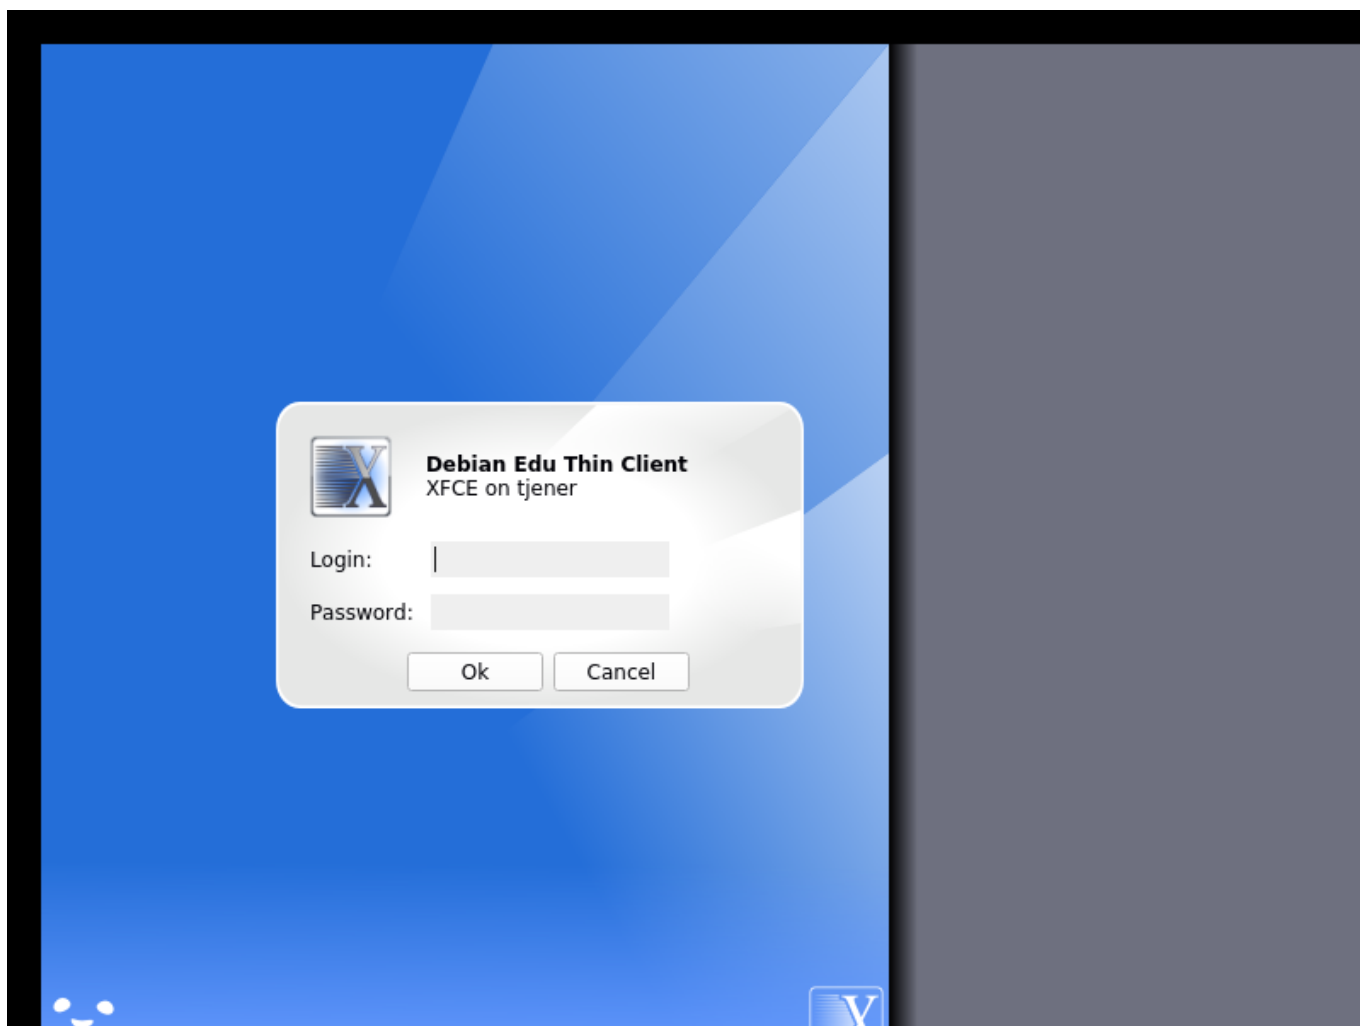 Debian Edu Thin Client
XFCE on tjener
Login:
Password:
Ok
Cancel